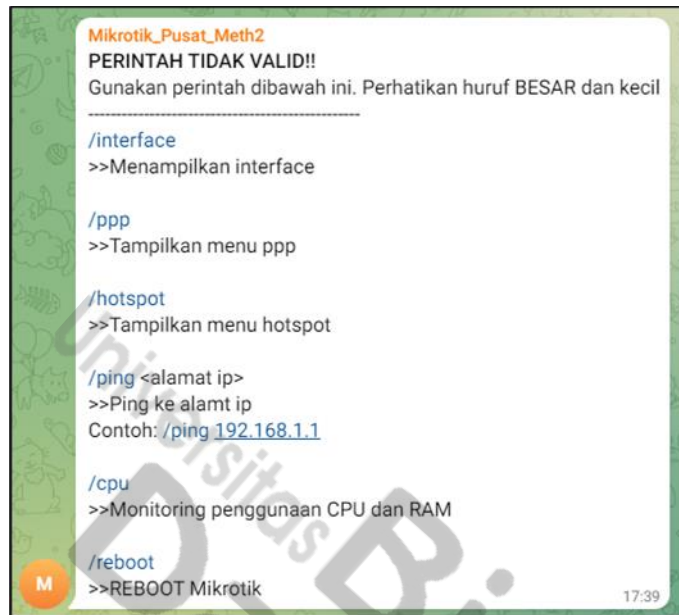 Mikrotik_Pusat_Meth2
PERINTAH TIDAK VALID!!
Gunakan perintah dibawah ini. Perhatikan huruf BESAR dan kecil
--------------------------------------------------
/interface
>>Menampilkan interface
/ppp
>>Tampilkan menu ppp
/hotspot
>>Tampilkan menu hotspot
/ping <alamat ip>
>>Ping ke alamt ip
Contoh: /ping 192.168.1.1
/cpu
>>Monitoring penggunaan CPU dan RAM
/reboot
>>REBOOT Mikrotik
M
17:39
Universitas